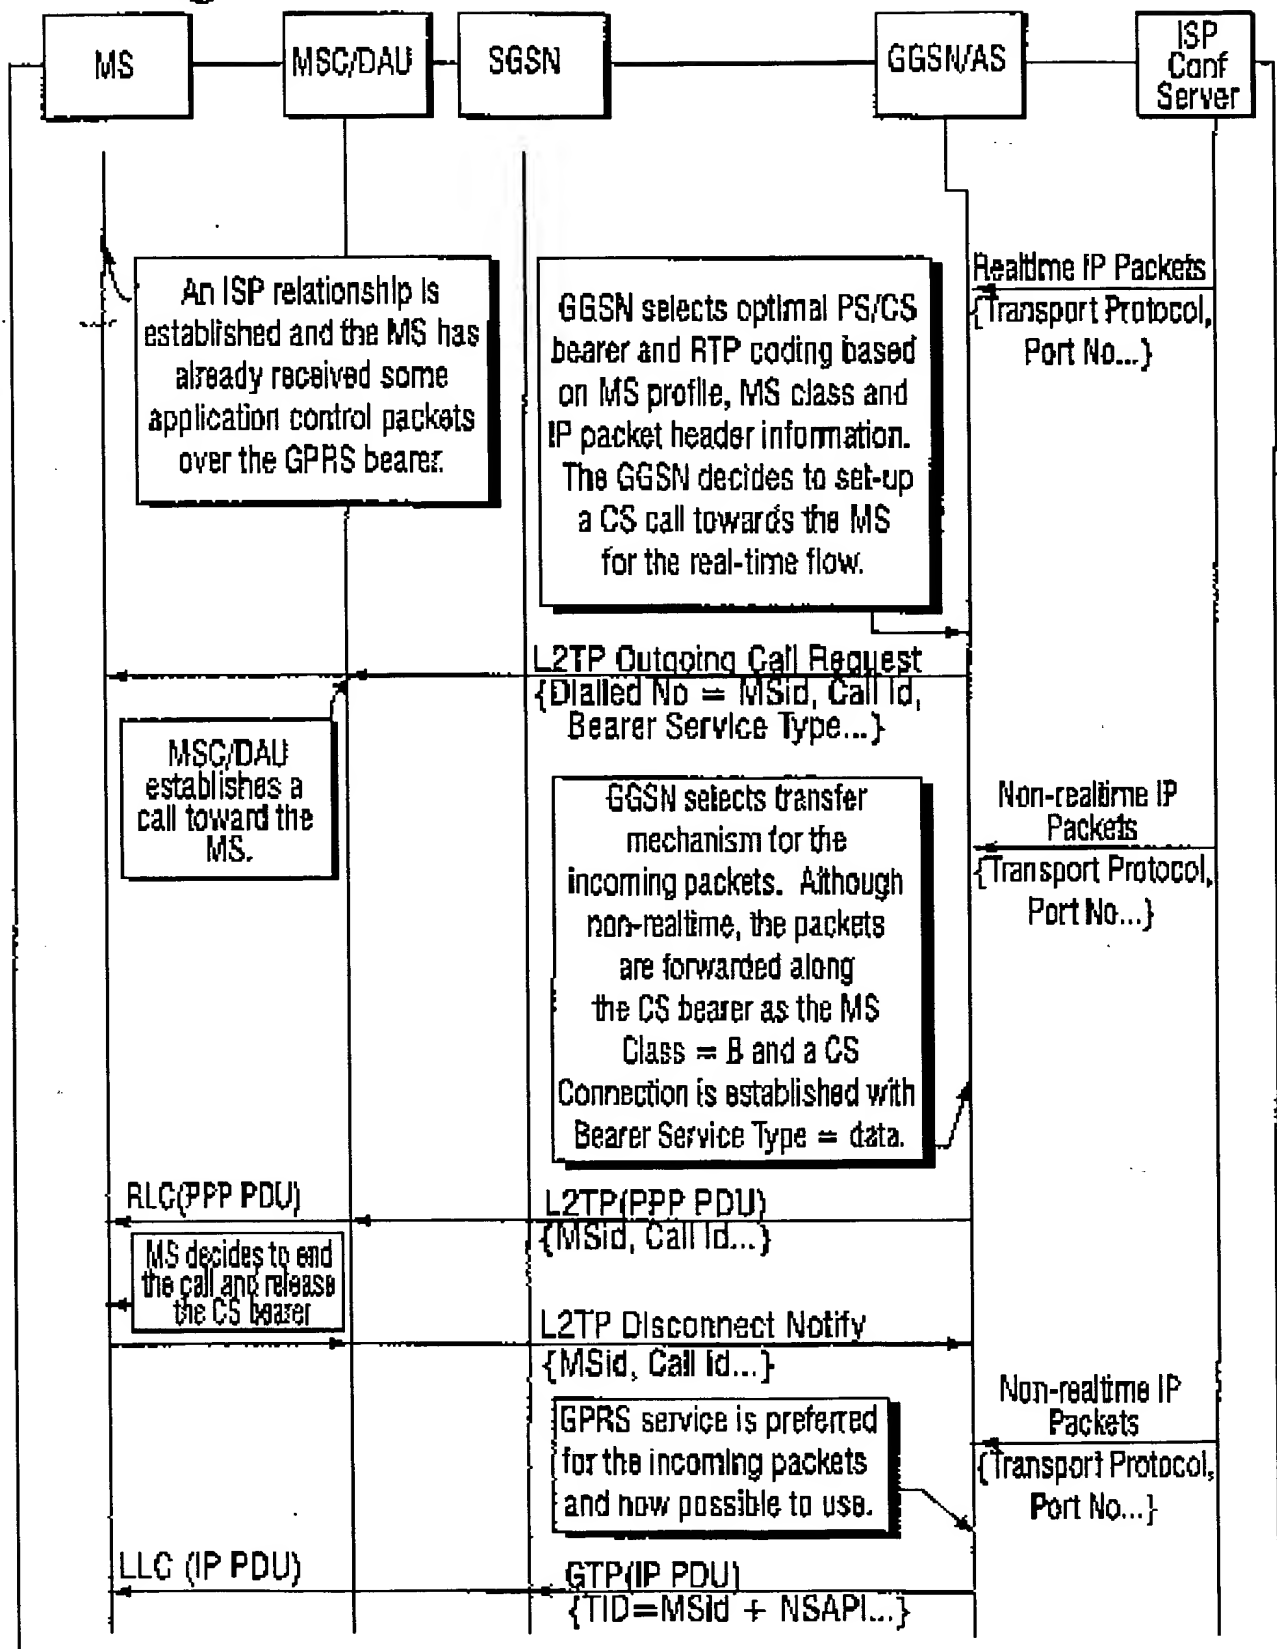 MS
MSC/DAU
SGSN
GGSN/AS
ISP
Conf
Server
An ISP relationship is
established and the MS has
already received some
application control packets
over the GPRS bearer.
GGSN selects optimal PS/CS
bearer and RTP coding based
on MS profile, MS class and
IP packet header information.
The GGSN decides to set-up
a CS call towards the MS
for the real-time flow.
Realtime IP Packets
{Transport Protocol,
Port No...}
L2TP Outgoing Call Request
{Dialled No = MSid, Call Id,
Bearer Service Type...}
MSC/DAU
establishes a
call toward the
MS.
GGSN selects transfer
mechanism for the
incoming packets. Although
non-realtime, the packets
are forwarded along
the CS bearer as the MS
Class = B and a CS
Connection is established with
Bearer Service Type = data.
Non-realtime IP
Packets
{Transport Protocol,
Port No...}
RLC(PPP PDU)
L2TP(PPP PDU)
{MSid, Call Id...}
MS decides to end
the call and release
the CS bearer
L2TP Disconnect Notify
{MSid, Call Id...}
GPRS service is preferred
for the incoming packets
and now possible to use.
Non-realtime IP
Packets
{Transport Protocol,
Port No...}
LLC (IP PDU)
GTP(IP PDU)
{TID=MSid + NSAPI...}